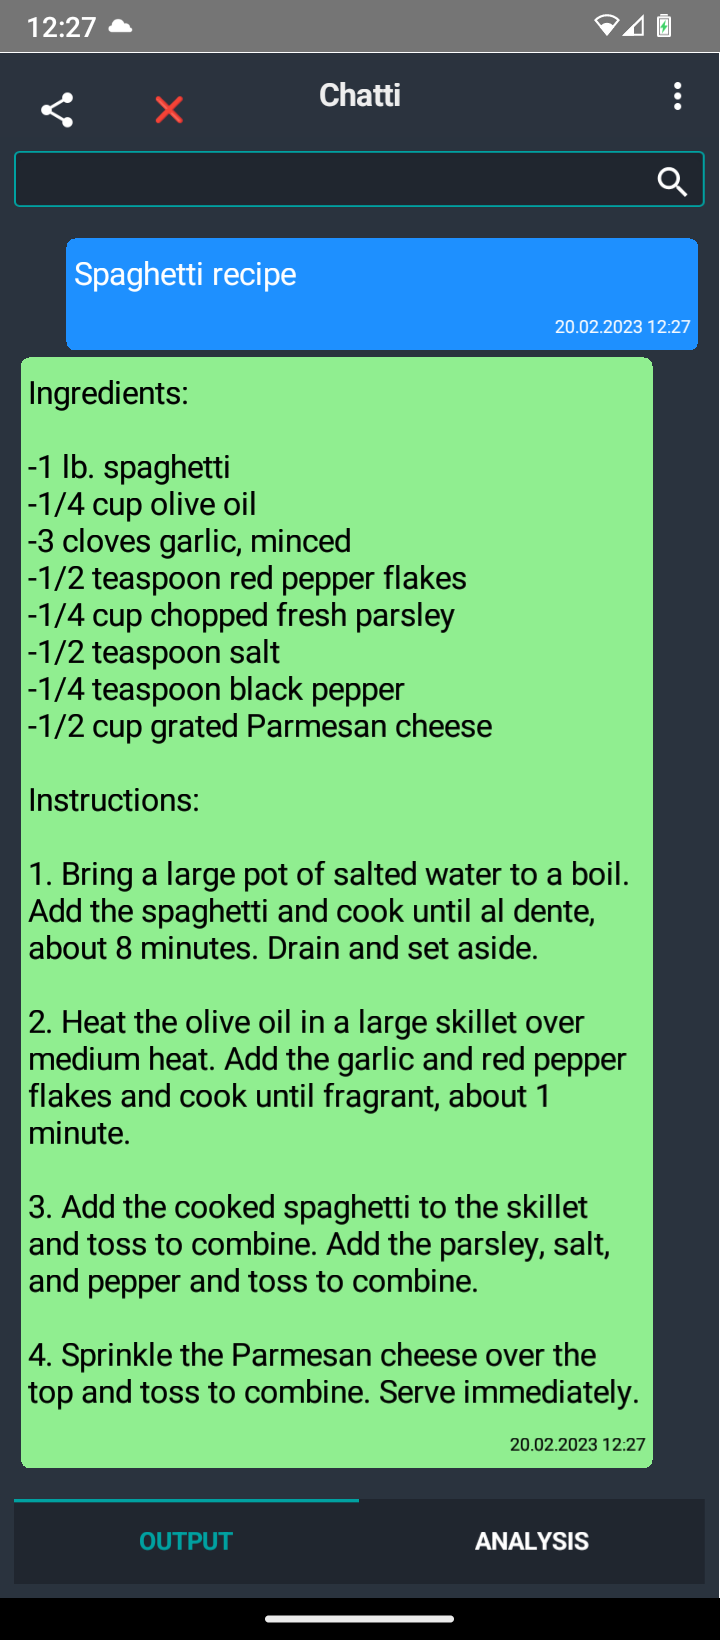 12:27
Chatti
Spaghetti recipe
20.02.2023 12:27
Ingredients:
-1 lb. spaghetti
-1/4 cup olive oil
-3 cloves garlic, minced
-1/2 teaspoon red pepper flakes
-1/4 cup chopped fresh parsley
-1/2 teaspoon salt
-1/4 teaspoon black pepper
-1/2 cup grated Parmesan cheese
Instructions:
1. Bring a large pot of salted water to a boil.
Add the spaghetti and cook until al dente,
about 8 minutes. Drain and set aside.
2. Heat the olive oil in a large skillet over
medium heat. Add the garlic and red pepper
flakes and cook until fragrant, about 1
minute.
3. Add the cooked spaghetti to the skillet
and toss to combine. Add the parsley, salt,
and pepper and toss to combine.
4. Sprinkle the Parmesan cheese over the
top and toss to combine. Serve immediately.
20.02.2023 12:27
OUTPUT
ANALYSIS